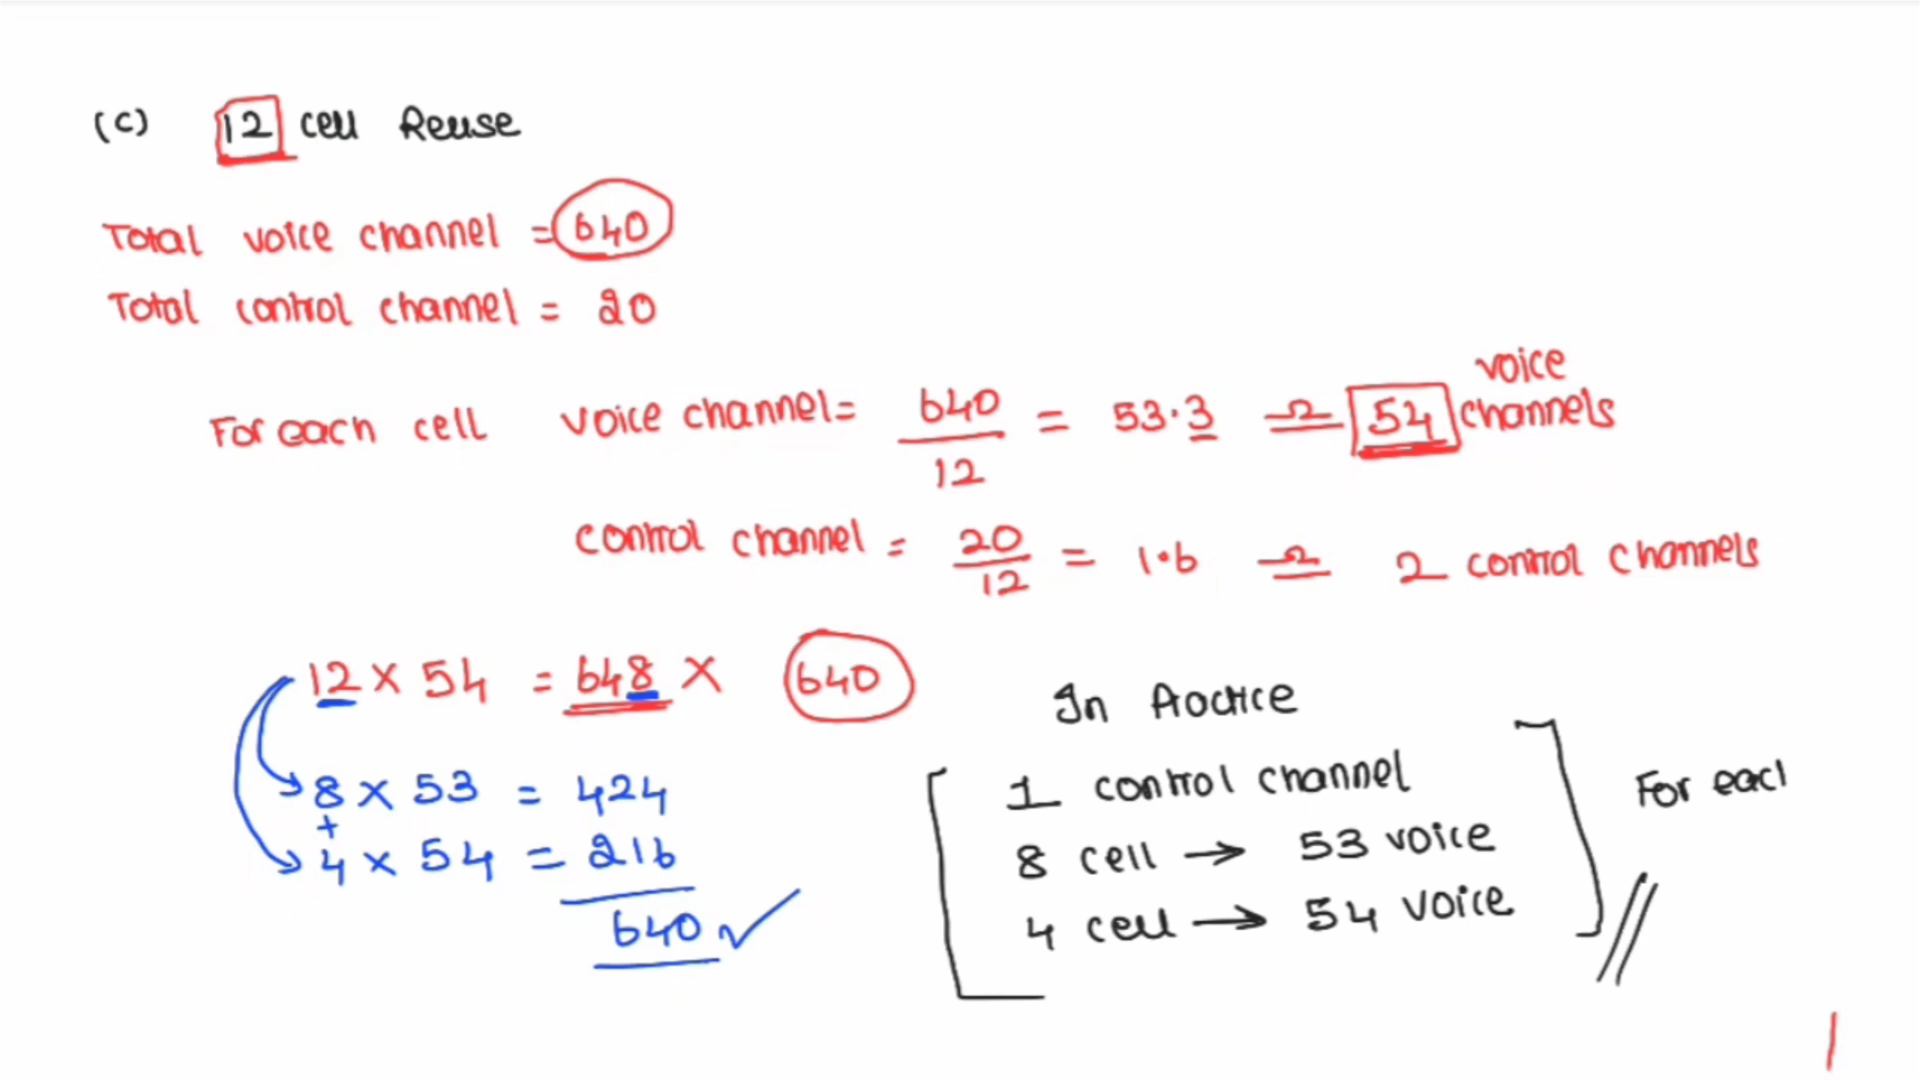 (c) 12 cell Reuse
Total voice channel = 640
Total control channel = 20
voice
For each cell voice channel = 640/12 = 53.3 ≏ 54 channels
control channel = 20/12 = 1.6 ≏ 2 control channels
12 × 54 = 648 × 640
In
1 control channel
8 cell → 53 voice
4 cell → 54 voice
For eacl
8 × 53 = 424
+
4 × 54 = 216
640 ✓